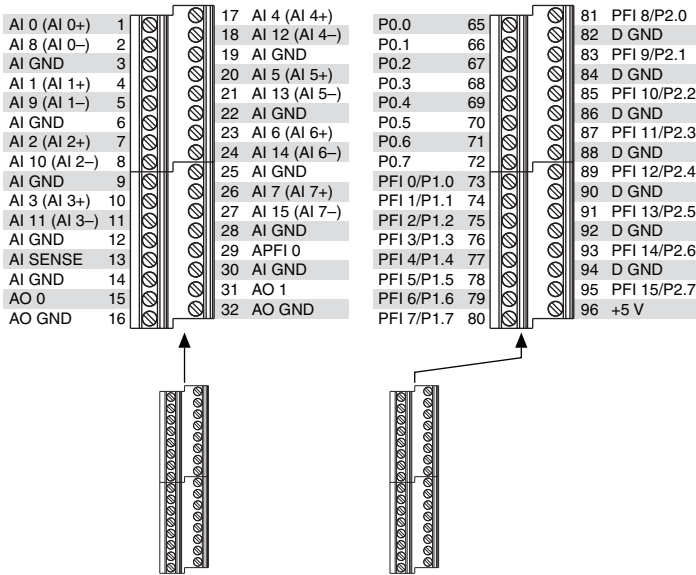 AI 0 (AI 0+) 1
AI 8 (AI 0–) 2
AI GND 3
AI 1 (AI 1+) 4
AI 9 (AI 1–) 5
AI GND 6
AI 2 (AI 2+) 7
AI 10 (AI 2–) 8
AI GND 9
AI 3 (AI 3+) 10
AI 11 (AI 3–) 11
AI GND 12
AI SENSE 13
AI GND 14
AO 0 15
AO GND 16
17 AI 4 (AI 4+)
18 AI 12 (AI 4–)
19 AI GND
20 AI 5 (AI 5+)
21 AI 13 (AI 5–)
22 AI GND
23 AI 6 (AI 6+)
24 AI 14 (AI 6–)
25 AI GND
26 AI 7 (AI 7+)
27 AI 15 (AI 7–)
28 AI GND
29 APFI 0
30 AI GND
31 AO 1
32 AO GND
P0.0 65
P0.1 66
P0.2 67
P0.3 68
P0.4 69
P0.5 70
P0.6 71
P0.7 72
PFI 0/P1.0 73
PFI 1/P1.1 74
PFI 2/P1.2 75
PFI 3/P1.3 76
PFI 4/P1.4 77
PFI 5/P1.5 78
PFI 6/P1.6 79
PFI 7/P1.7 80
81 PFI 8/P2.0
82 D GND
83 PFI 9/P2.1
84 D GND
85 PFI 10/P2.2
86 D GND
87 PFI 11/P2.3
88 D GND
89 PFI 12/P2.4
90 D GND
91 PFI 13/P2.5
92 D GND
93 PFI 14/P2.6
94 D GND
95 PFI 15/P2.7
96 +5 V